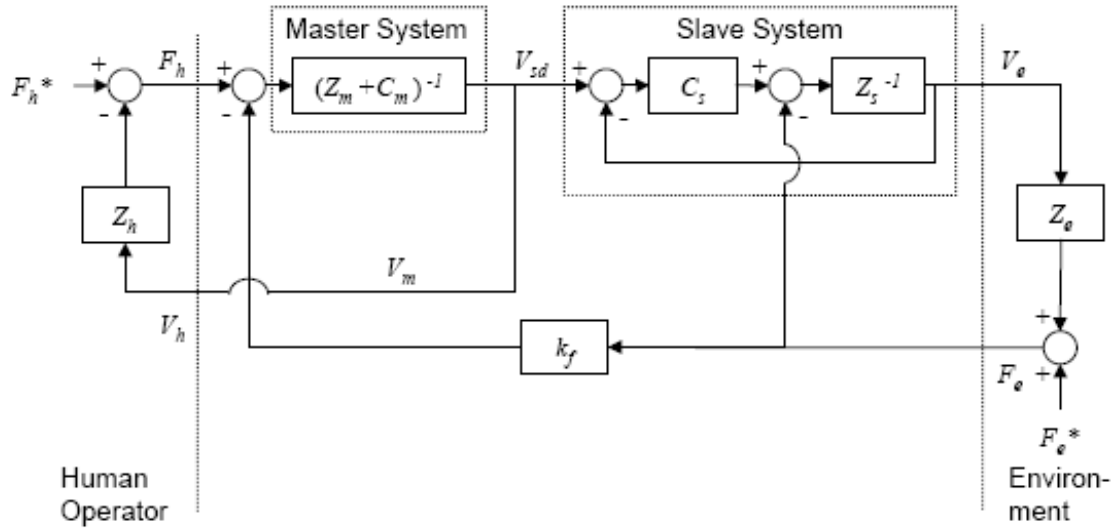 Master System
Slave System
F_h*
+
-
F_h
+
-
(Z_m+C_m)^-1
V_sd
+
-
C_s
+
-
Z_s^-1
V_e
Z_h
Z_e
V_m
V_h
k_f
+
+
F_e
F_e*
Human
Operator
Environ-
ment